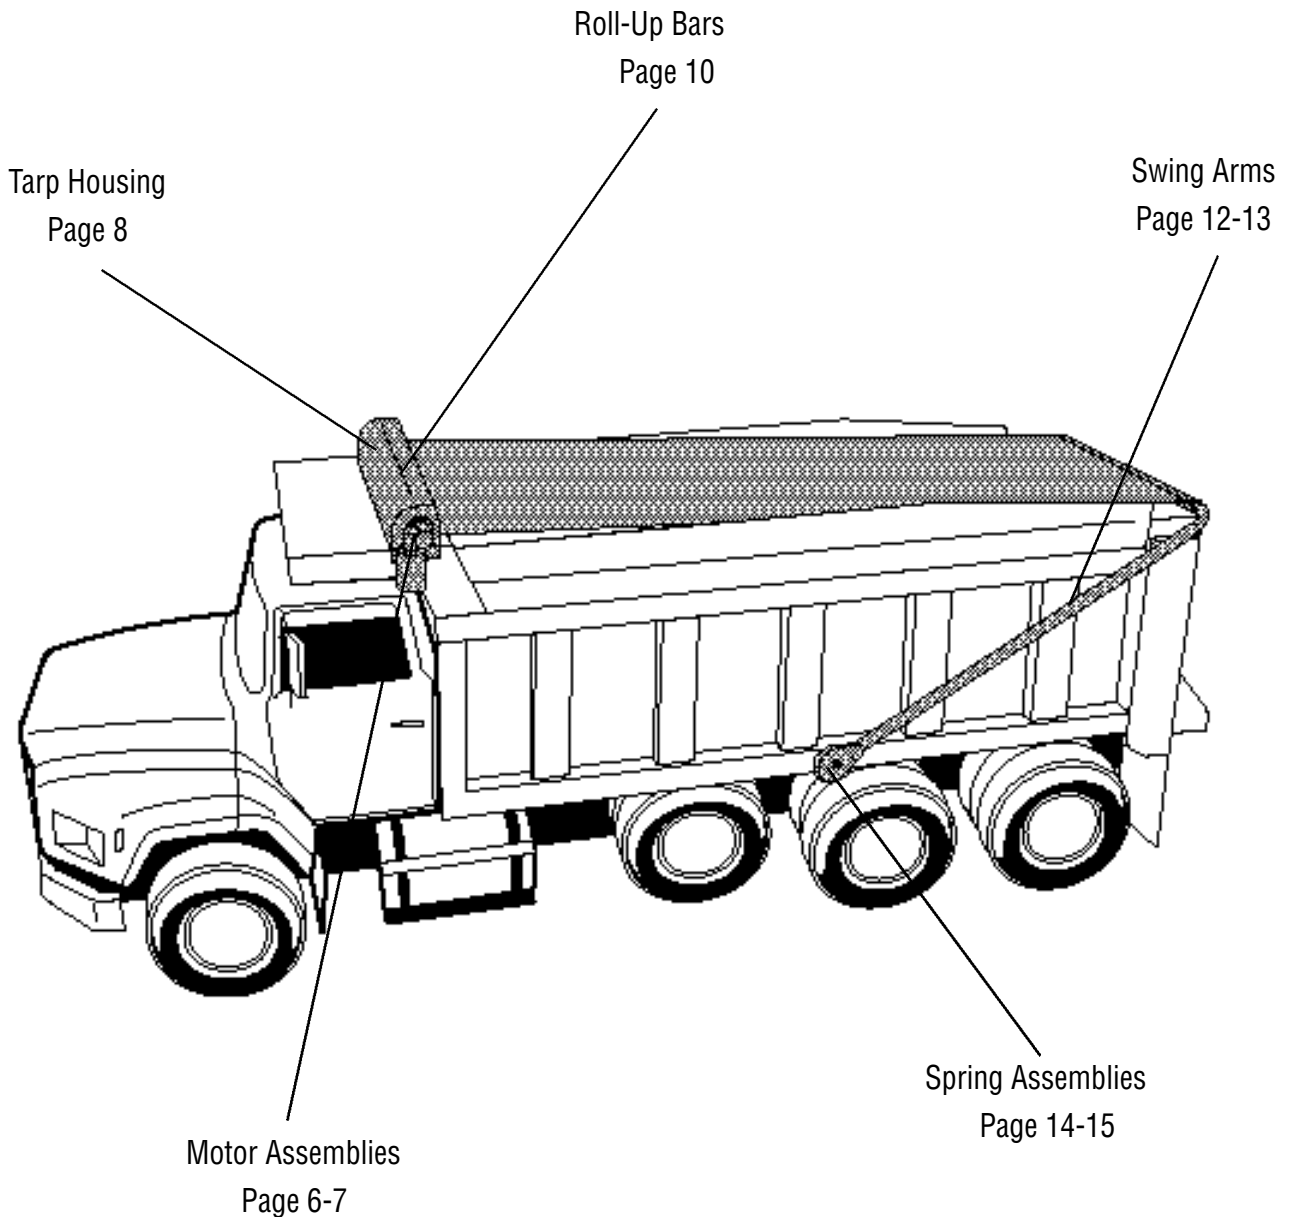 Roll-Up Bars
Page 10
Tarp Housing
Page 8
Swing Arms
Page 12-13
Spring Assemblies
Page 14-15
Motor Assemblies
Page 6-7